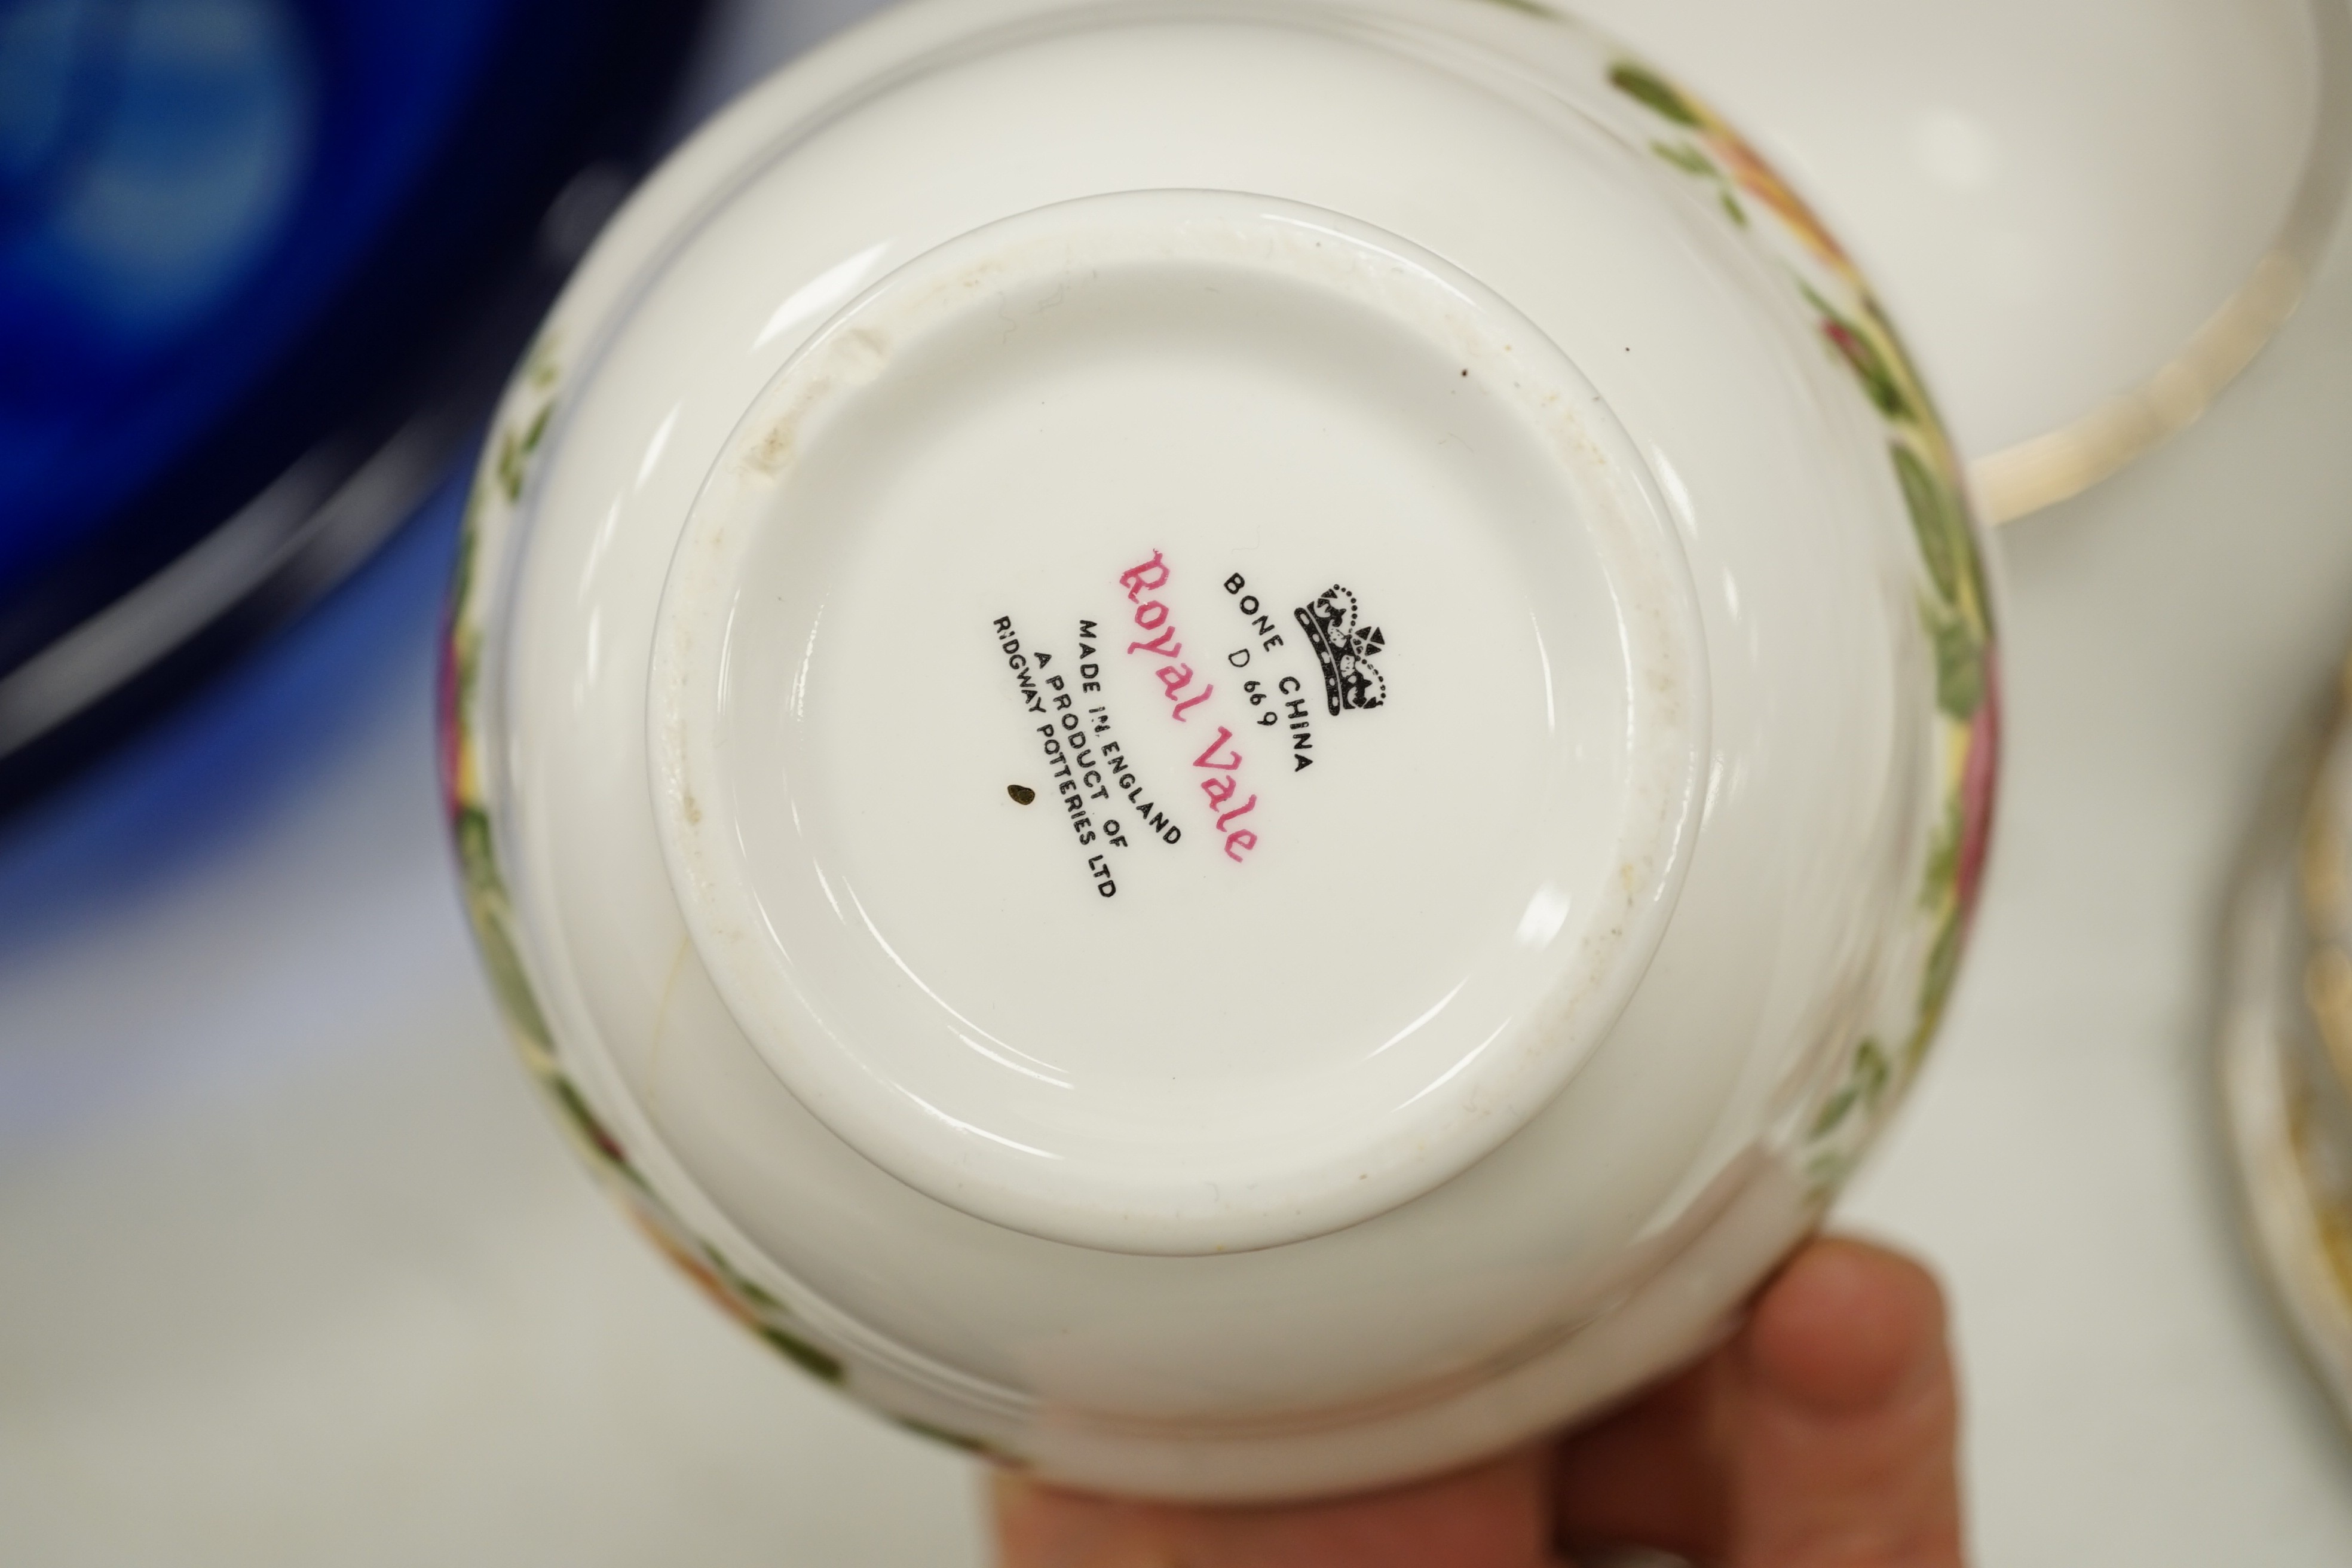 BONE CHINA
D 669
Royal Vale
MADE IN ENGLAND
A PRODUCT OF
RIDGWAY POTTERIES LTD